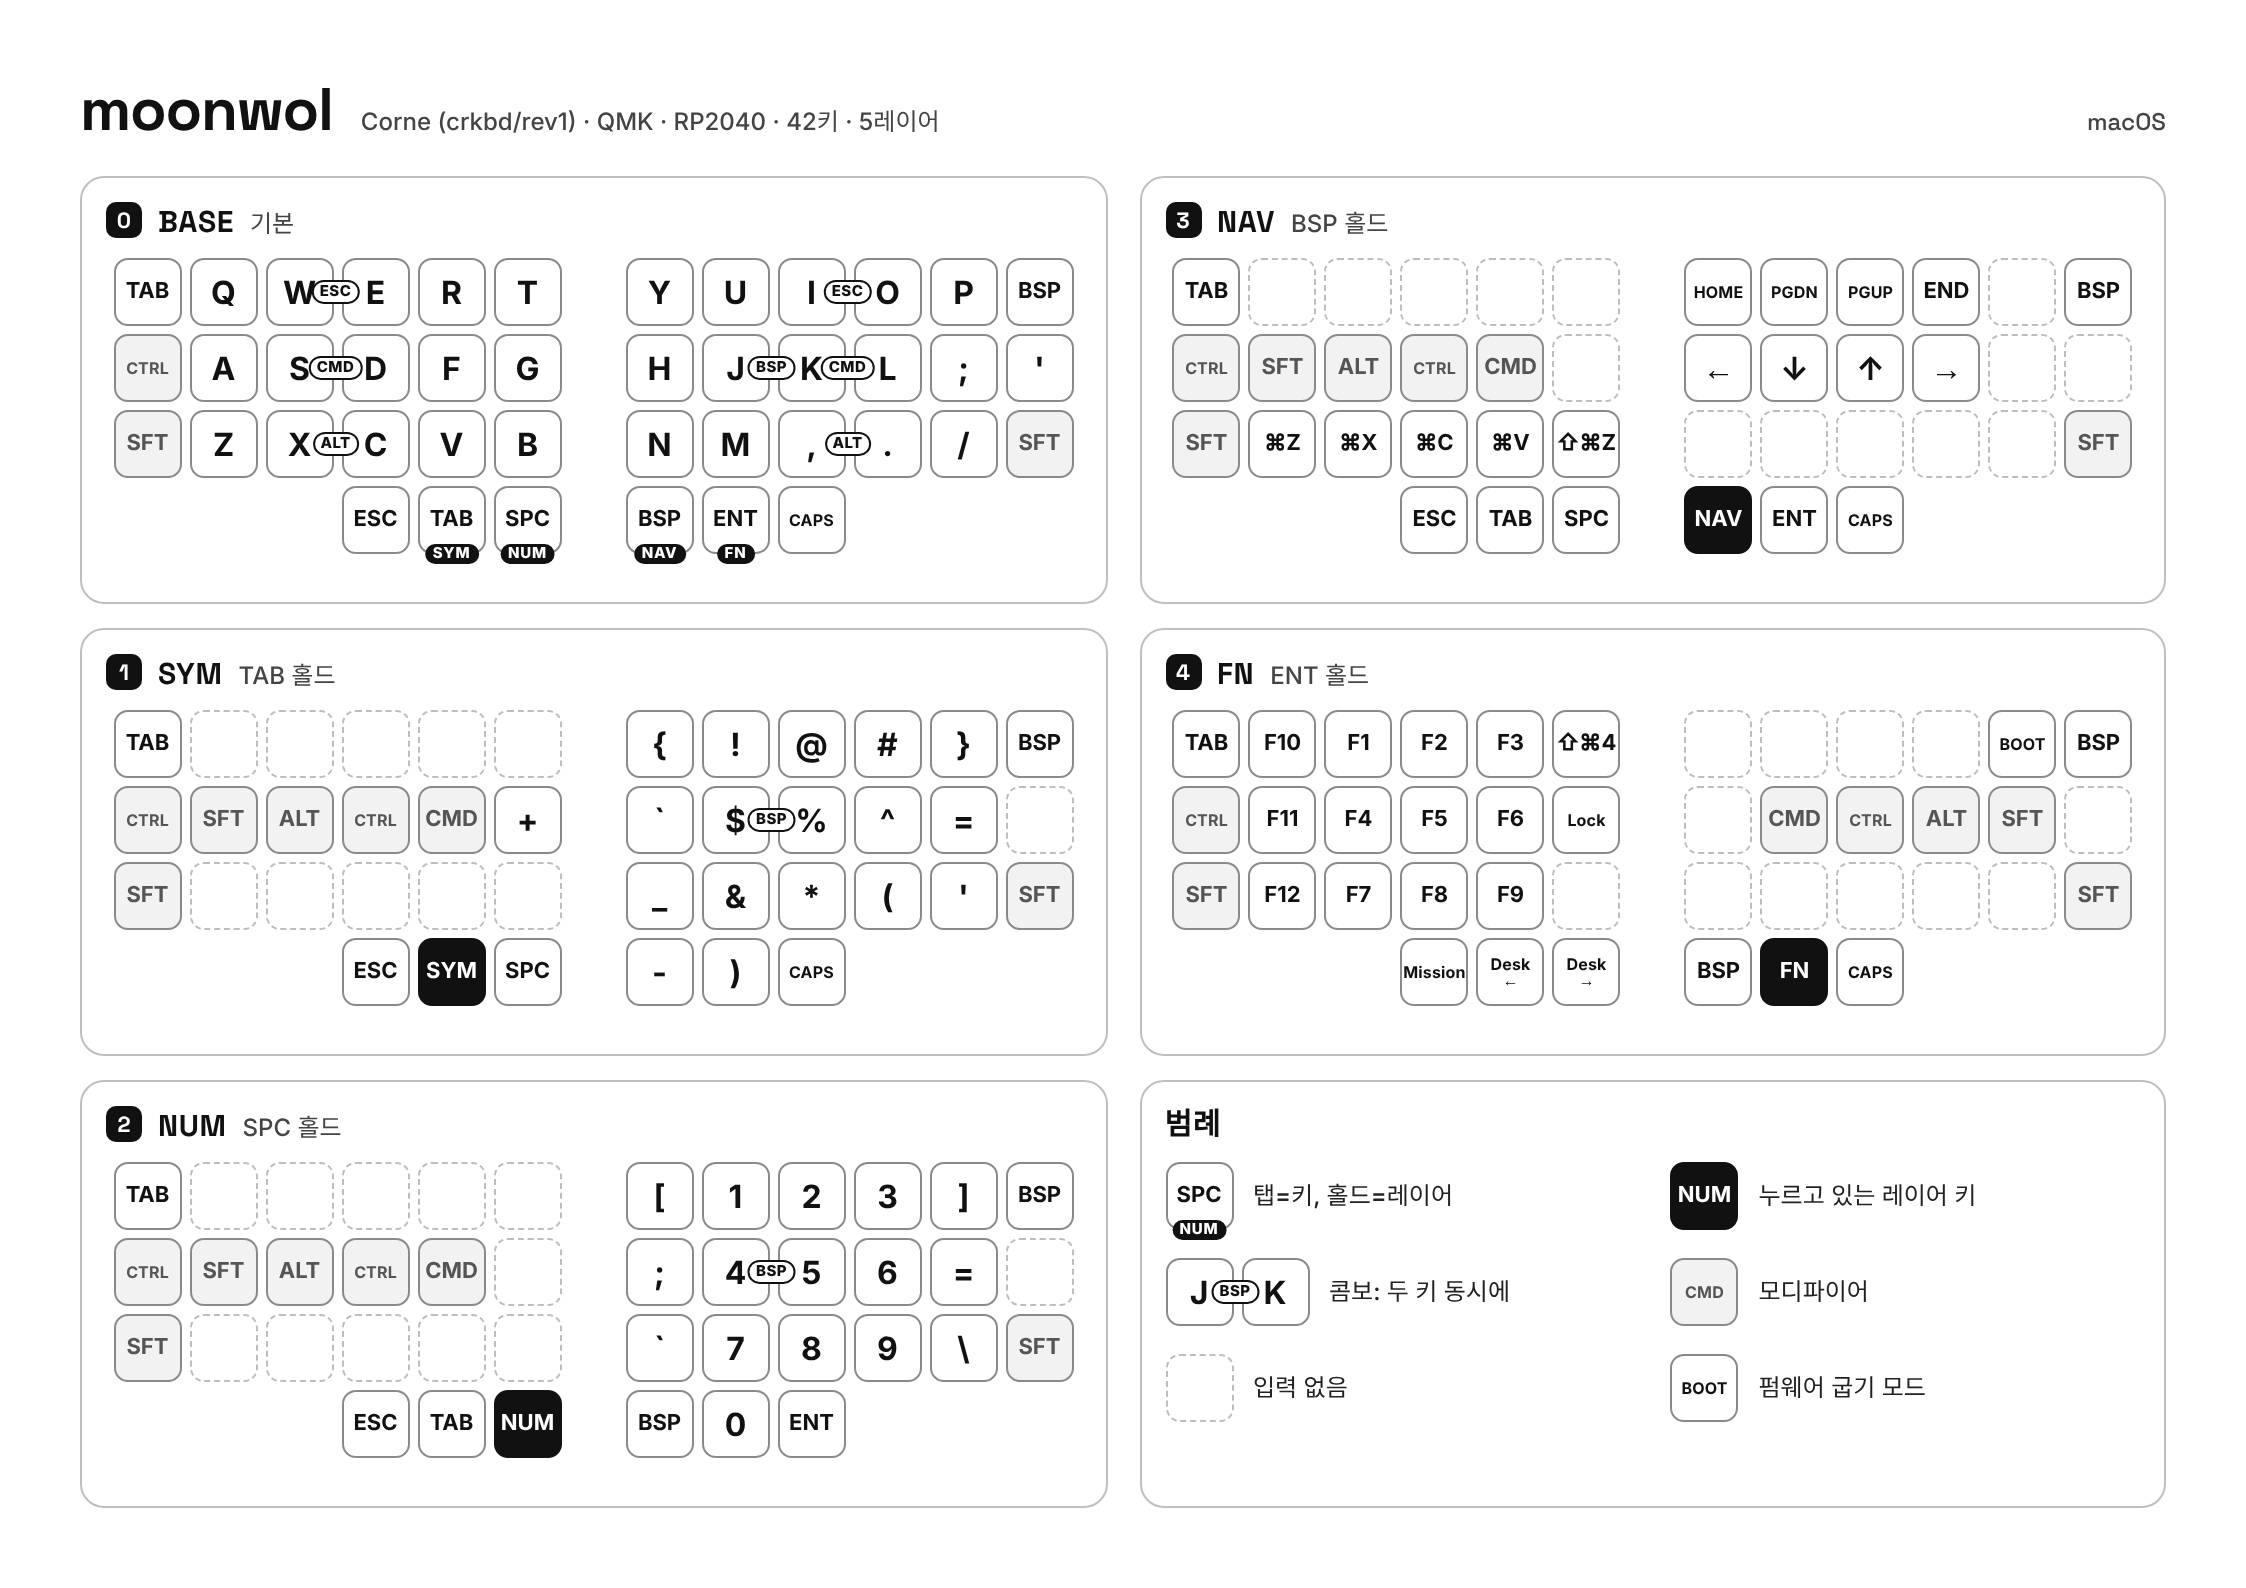 moonwol Corne (crkbd/rev1) · QMK · RP2040 · 42키 · 5레이어 macOS
0 BASE 기본
TAB Q W ESC E R T Y U I ESC O P BSP
CTRL A S CMD D F G H J BSP K CMD L ; '
SFT Z X ALT C V B N M , ALT . / SFT
ESC TAB SPC BSP ENT CAPS
SYM NUM NAV FN
3 NAV BSP 홀드
TAB HOME PGDN PGUP END BSP
CTRL SFT ALT CTRL CMD ← ↓ ↑ →
SFT ⌘Z ⌘X ⌘C ⌘V ⇧⌘Z SFT
ESC TAB SPC NAV ENT CAPS
1 SYM TAB 홀드
TAB { ! @ # } BSP
CTRL SFT ALT CTRL CMD + ` $ BSP % ^ =
SFT _ & * ( ' SFT
ESC SYM SPC - ) CAPS
4 FN ENT 홀드
TAB F10 F1 F2 F3 ⇧⌘4 BOOT BSP
CTRL F11 F4 F5 F6 Lock CMD CTRL ALT SFT
SFT F12 F7 F8 F9 SFT
Mission Desk ← Desk → BSP FN CAPS
2 NUM SPC 홀드
TAB [ 1 2 3 ] BSP
CTRL SFT ALT CTRL CMD ; 4 BSP 5 6 =
SFT ` 7 8 9 \ SFT
ESC TAB NUM BSP 0 ENT
범례
SPC NUM 탭=키, 홀드=레이어 NUM 누르고 있는 레이어 키
J BSP K 콤보: 두 키 동시에 CMD 모디파이어
입력 없음 BOOT 펌웨어 굽기 모드